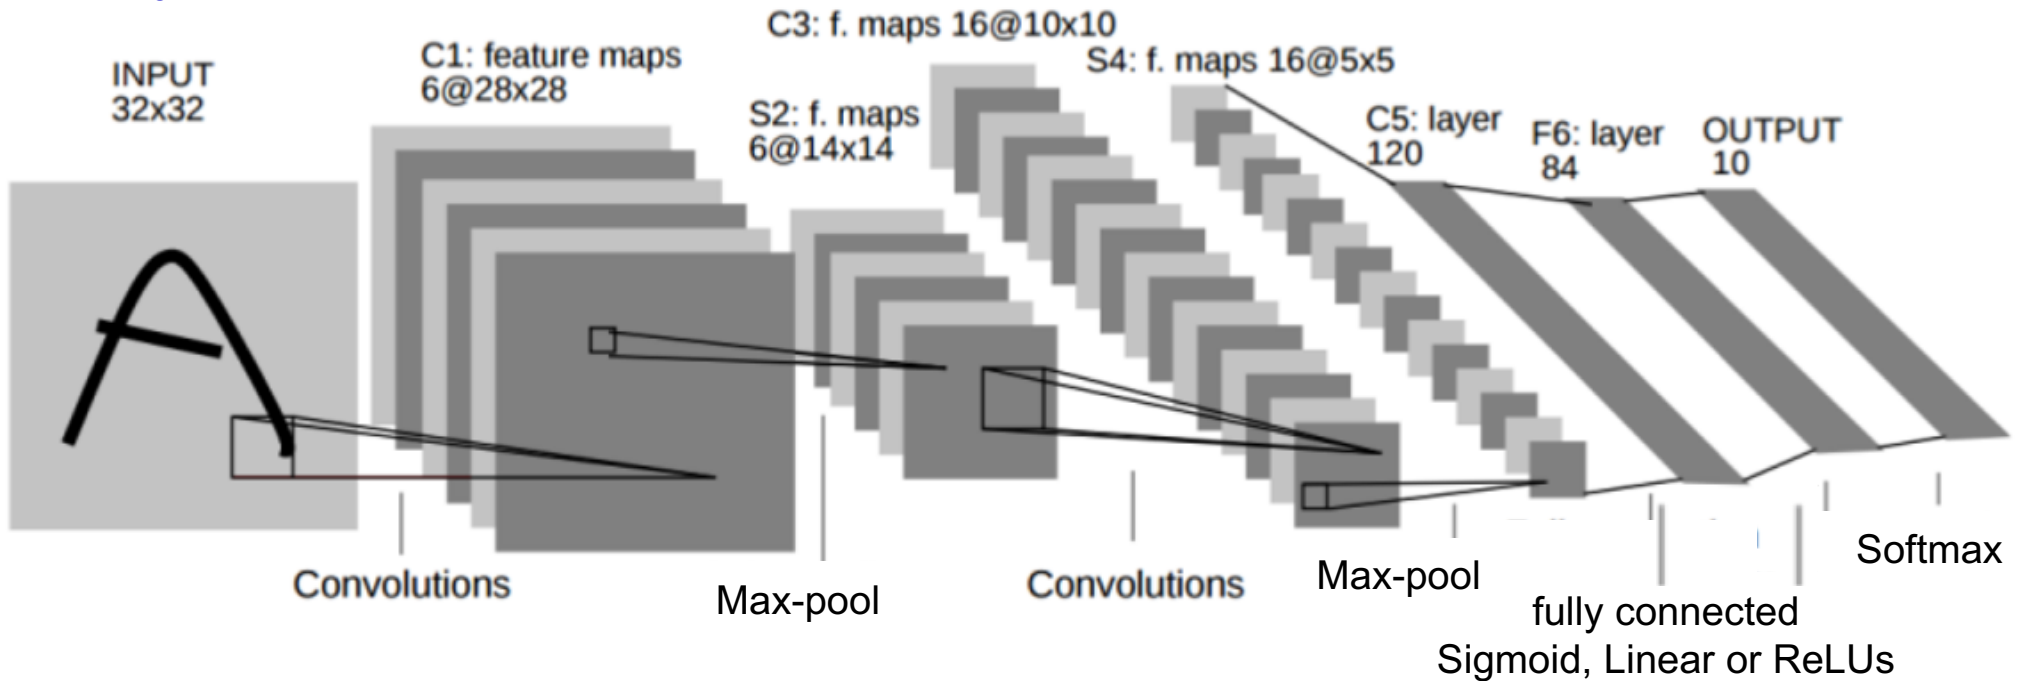 INPUT
32x32
C1: feature maps
6@28x28
S2: f. maps
6@14x14
C3: f. maps 16@10x10
S4: f. maps 16@5x5
C5: layer
120
F6: layer
84
OUTPUT
10
Convolutions
Max-pool
Convolutions
Max-pool
fully connected
Sigmoid, Linear or ReLUs
Softmax
A